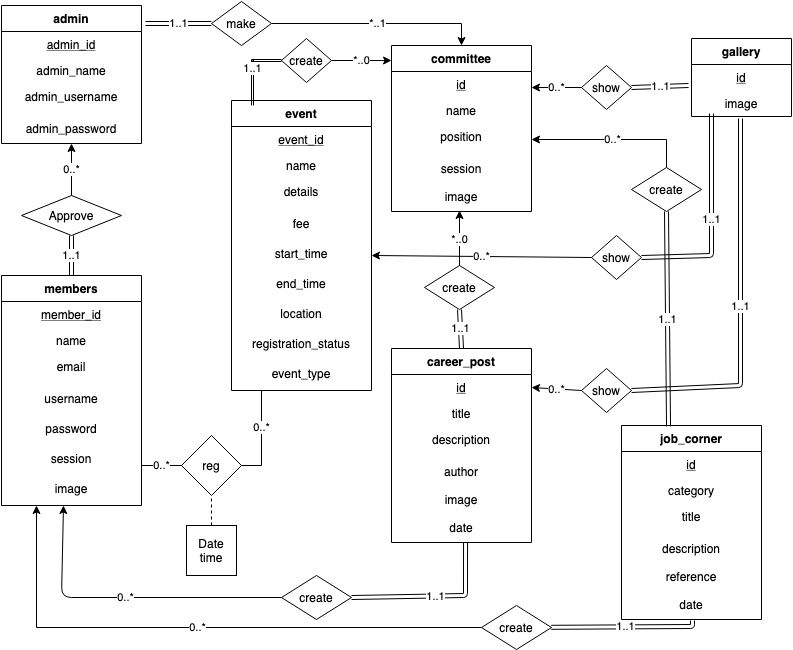 admin
admin_id
admin_name
admin_username
admin_password
1..1
make
*..1
create
1..1
*..0
committee
id
name
position
session
image
gallery
id
image
0..*
show
1..1
event
event_id
name
details
fee
start_time
end_time
location
registration_status
event_type
0..*
create
1..1
0..*
Approve
1..1
*..0
create
1..1
0..*
show
1..1
members
member_id
name
email
username
password
session
image
career_post
id
title
description
author
image
date
0..*
show
1..1
job_corner
id
category
title
description
reference
date
0..*
reg
0..*
Date
time
0..*
create
1..1
0..*
create
1..1